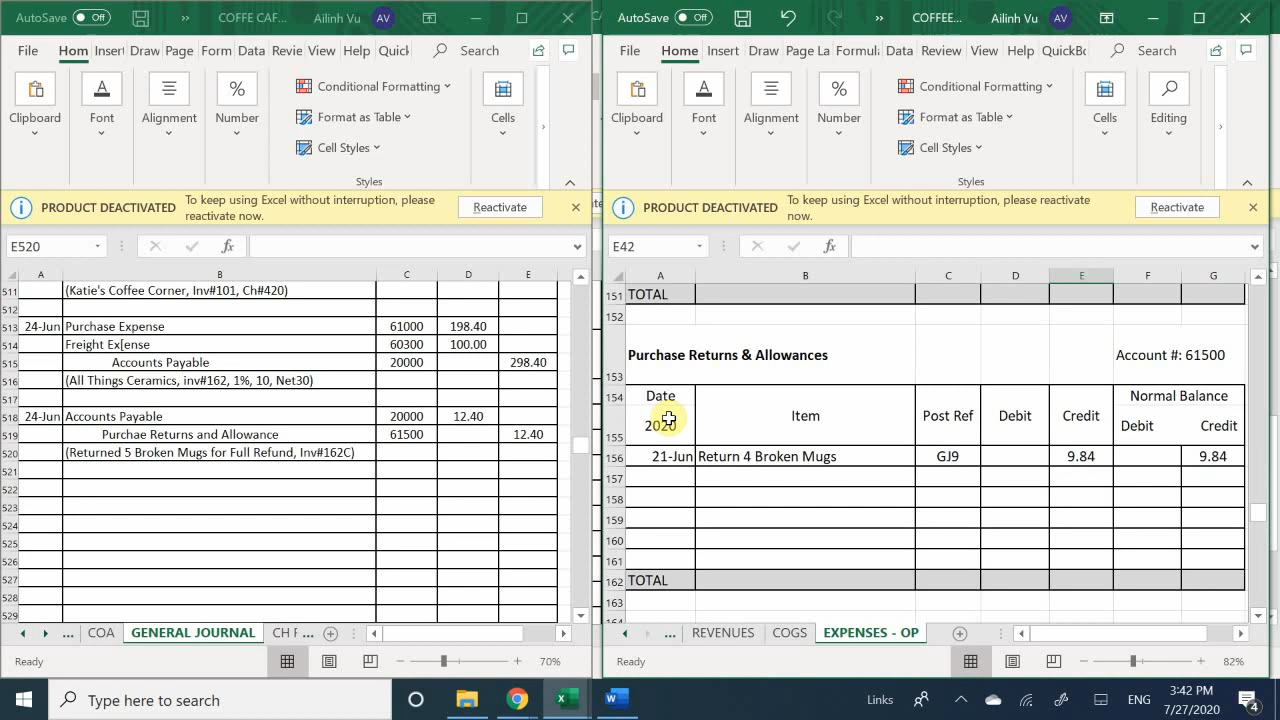 AutoSave Off COFFE CAF... Ailinh Vu AV
File Hom Insert Draw Page Form Data Revie View Help Quick Search
Clipboard Font Alignment Number Conditional Formatting Format as Table Cell Styles Cells
Styles
PRODUCT DEACTIVATED To keep using Excel without interruption, please reactivate now. Reactivate
E520 fx
A B C D E
511 (Katie's Coffee Corner, Inv#101, Ch#420)
512
513 24-Jun Purchase Expense 61000 198.40
514 Freight Ex[ense 60300 100.00
515 Accounts Payable 20000 298.40
516 (All Things Ceramics, inv#162, 1%, 10, Net30)
517
518 24-Jun Accounts Payable 20000 12.40
519 Purchae Returns and Allowance 61500 12.40
520 (Returned 5 Broken Mugs for Full Refund, Inv#162C)
521
522
523
524
525
526
527
528
529
... COA GENERAL JOURNAL CH F ...
Ready 70%
AutoSave Off COFFEE... Ailinh Vu AV
File Home Insert Draw Page La Formula Data Review View Help QuickBo Search
Clipboard Font Alignment Number Conditional Formatting Format as Table Cell Styles Cells Editing
Styles
PRODUCT DEACTIVATED To keep using Excel without interruption, please reactivate now. Reactivate
E42 fx
A B C D E F G
151 TOTAL
152
153 Purchase Returns & Allowances Account #: 61500
154 Date Normal Balance
155 2020 Item Post Ref Debit Credit Debit Credit
156 21-Jun Return 4 Broken Mugs GJ9 9.84 9.84
157
158
159
160
161
162 TOTAL
163
... REVENUES COGS EXPENSES - OP
Ready 82%
Type here to search
Links ENG 3:42 PM
7/27/2020 4